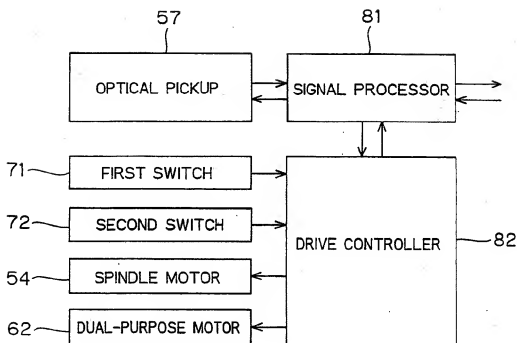 57
81
OPTICAL PICKUP
SIGNAL PROCESSOR
71
FIRST SWITCH
72
SECOND SWITCH
DRIVE CONTROLLER
82
54
SPINDLE MOTOR
62
DUAL-PURPOSE MOTOR